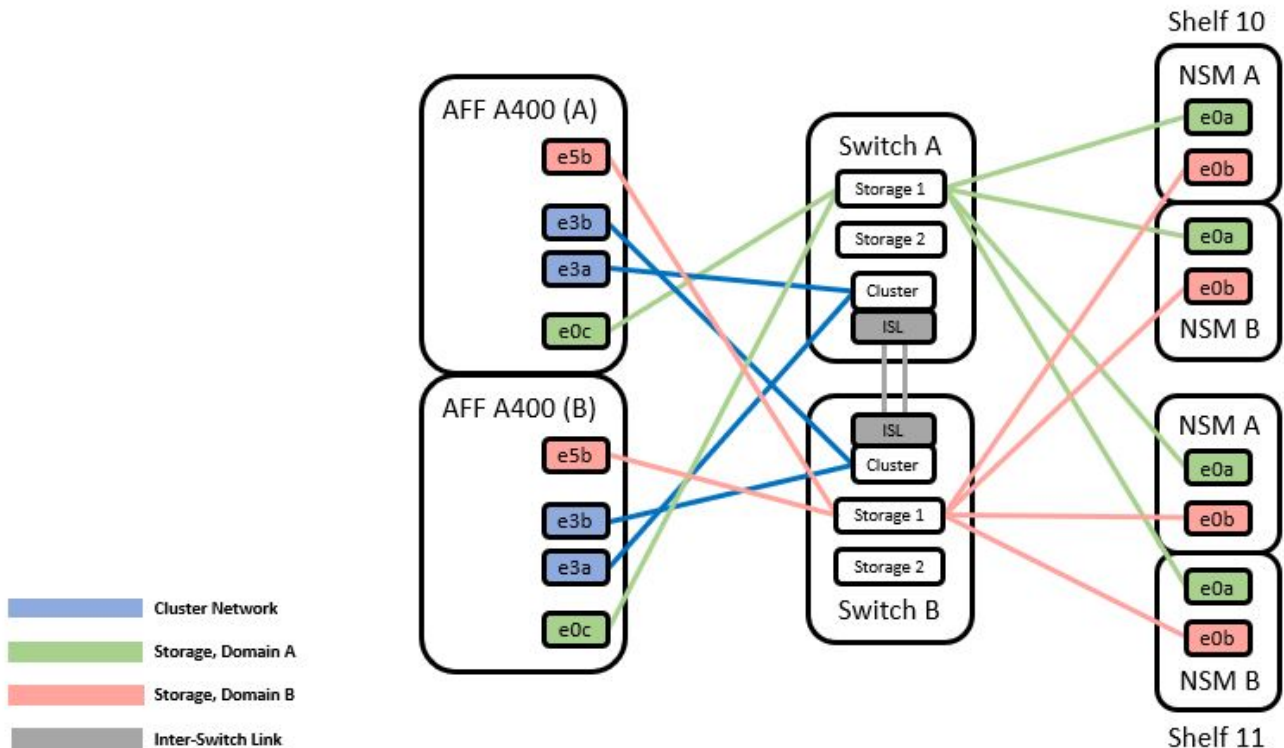 Shelf 10
AFF A400 (A)
e5b
e3b
e3a
e0c
AFF A400 (B)
e5b
e3b
e3a
e0c
Switch A
Storage 1
Storage 2
Cluster
ISL
ISL
Cluster
Storage 1
Storage 2
Switch B
NSM A
e0a
e0b
e0a
e0b
NSM B
NSM A
e0a
e0b
e0a
e0b
NSM B
Shelf 11
Cluster Network
Storage, Domain A
Storage, Domain B
Inter-Switch Link